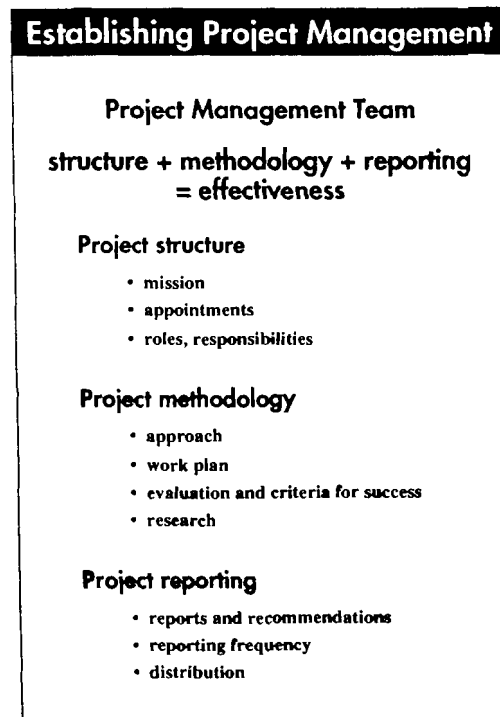 Establishing Project Management
Project Management Team
structure + methodology + reporting
= effectiveness
Project structure
• mission
• appointments
• roles, responsibilities
Project methodology
• approach
• work plan
• evaluation and criteria for success
• research
Project reporting
• reports and recommendations
• reporting frequency
• distribution